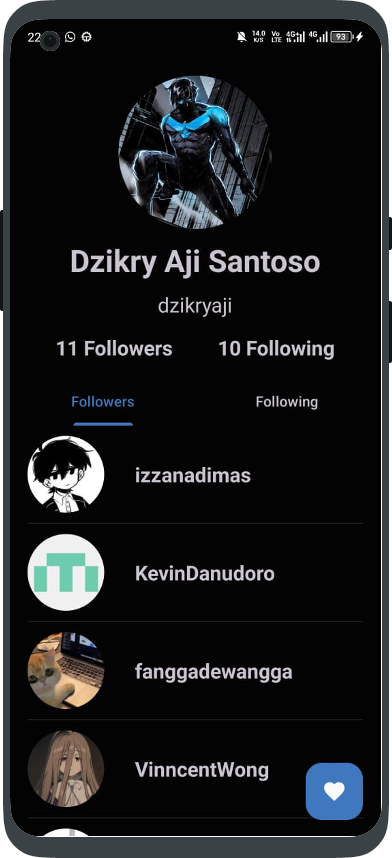 22
14.0
K/S
Vo
LTE
4G+
4G
93
Dzikry Aji Santoso
dzikryaji
11 Followers 10 Following
Followers Following
izzanadimas
KevinDanudoro
fanggadewangga
VinncentWong